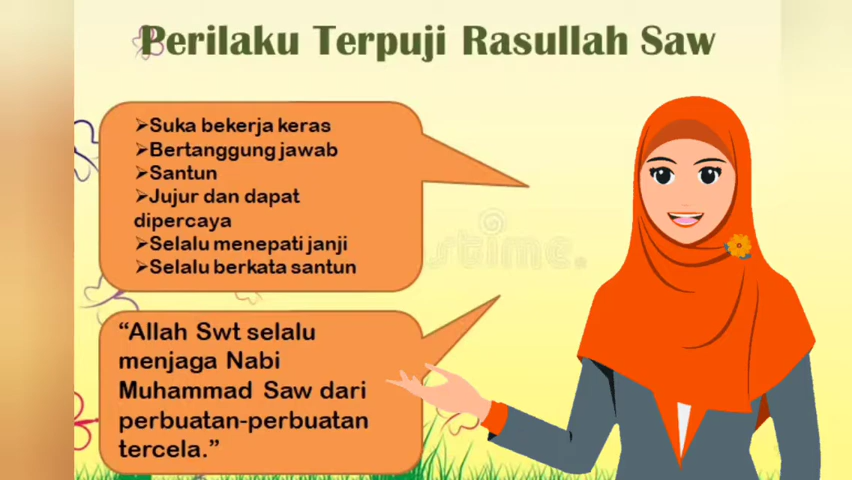 Perilaku Terpuji Rasullah Saw
➢Suka bekerja keras
➢Bertanggung jawab
➢Santun
➢Jujur dan dapat
dipercaya
➢Selalu menepati janji
➢Selalu berkata santun
“Allah Swt selalu
menjaga Nabi
Muhammad Saw dari
perbuatan-perbuatan
tercela.”